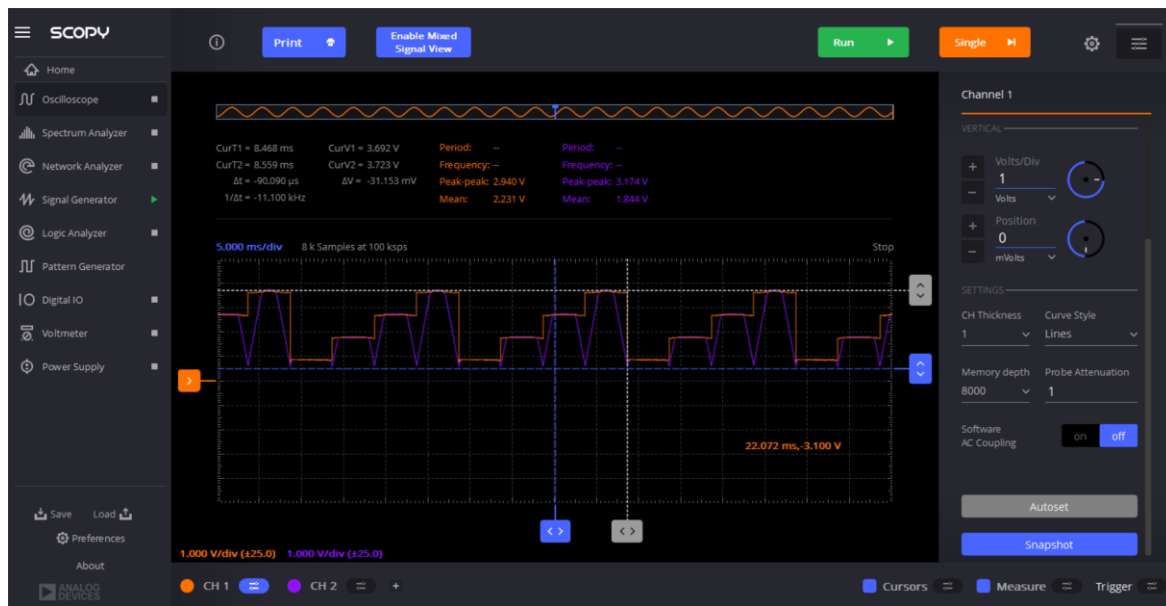 SCOPY
Print
Enable Mixed
Signal View
Run
Single
Home
Oscilloscope
Spectrum Analyzer
Network Analyzer
Signal Generator
Logic Analyzer
Pattern Generator
Digital IO
Voltmeter
Power Supply
Save
Load
Preferences
About
ANALOG
DEVICES
CurT1 = 8.468 ms CurV1 = 3.692 V Period: -- Period: --
CurT2 = 8.559 ms CurV2 = 3.723 V Frequency: -- Frequency: --
Δt = -90.090 µs ΔV = -31.153 mV Peak-peak: 2.940 V Peak-peak: 3.174 V
1/Δt = -11.100 kHz Mean: 2.231 V Mean: 1.844 V
5.000 ms/div 8 k Samples at 100 ksps Stop
22.072 ms,-3.100 V
1.000 V/div (±25.0) 1.000 V/div (±25.0)
CH 1 CH 2 + Cursors Measure Trigger
Channel 1
VERTICAL
+
Volts/Div
1
-
Volts
+
Position
0
-
mVolts
SETTINGS
CH Thickness Curve Style
1 Lines
Memory depth Probe Attenuation
8000 1
Software
AC Coupling
on off
Autoset
Snapshot